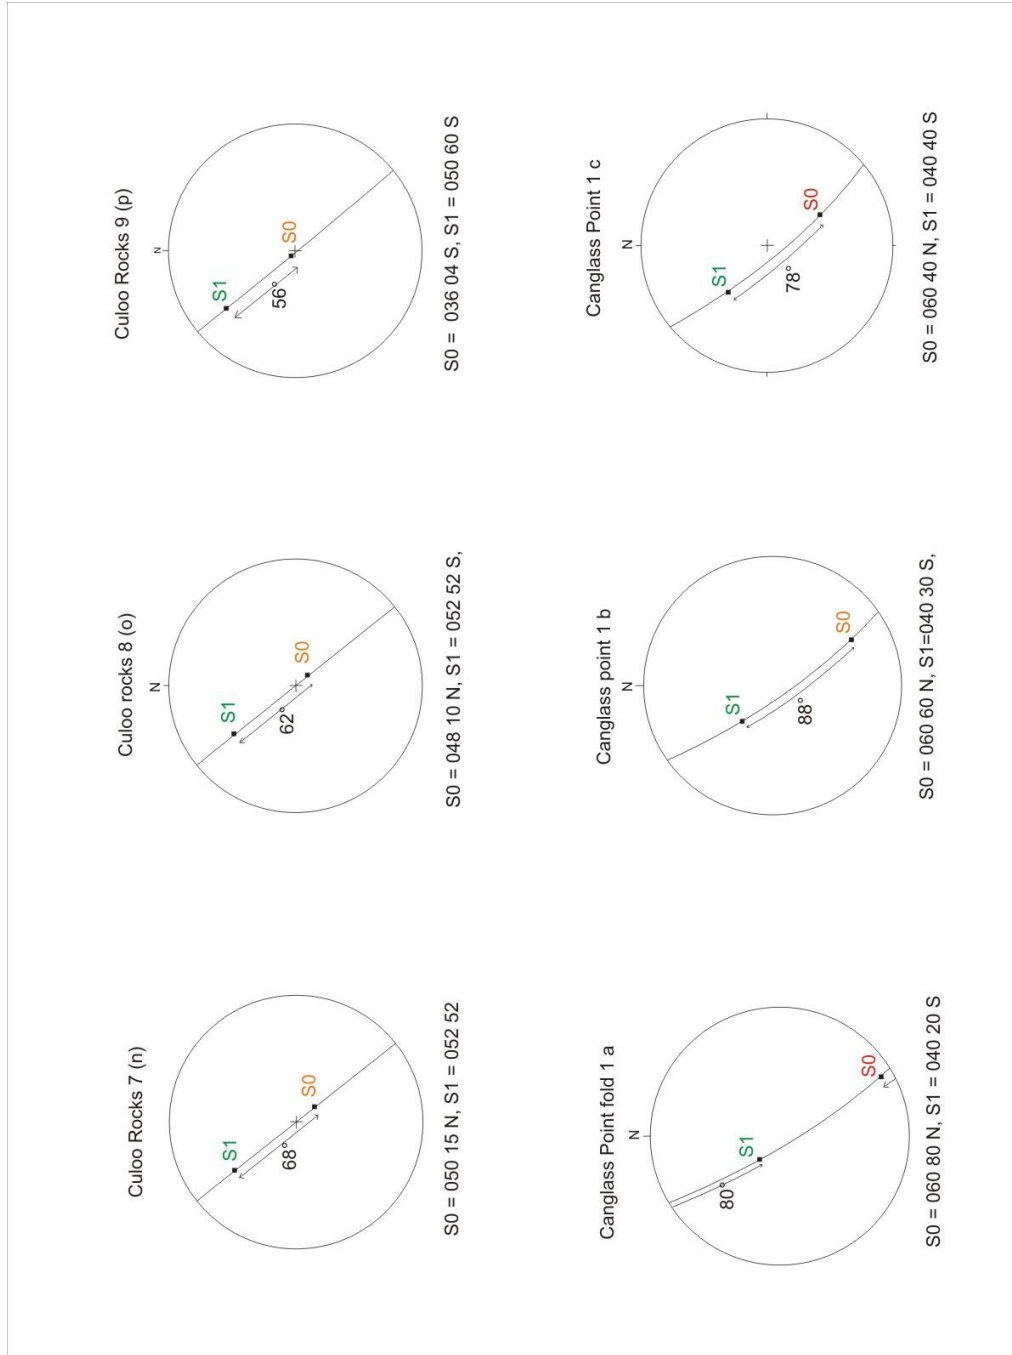 Culoo Rocks 7 (n)
S1
68°
S0
S0 = 050 15 N, S1 = 052 52
Culoo rocks 8 (o)
N
S1
62°
S0
S0 = 048 10 N, S1 = 052 52 S,
Culoo Rocks 9 (p)
N
S1
56°
S0
S0 = 036 04 S, S1 = 050 60 S
Canglass Point fold 1 a
N
S1
80°
S0
S0 = 060 80 N, S1 = 040 20 S
Canglass point 1 b
N
S1
88°
S0
S0 = 060 60 N, S1=040 30 S,
Canglass Point 1 c
N
S1
78°
S0
S0 = 060 40 N, S1 = 040 40 S